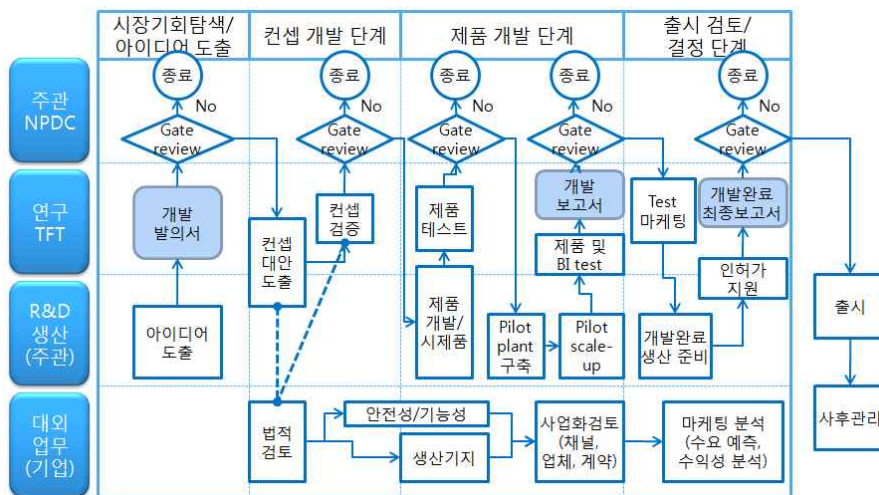 시장기회탐색/
아이디어 도출
컨셉 개발 단계
제품 개발 단계
출시 검토/
결정 단계
주관
NPDC
종료
No
Gate
review
종료
No
Gate
review
종료
No
Gate
review
종료
No
Gate
review
종료
No
Gate
review
연구
TFT
개발
발의서
컨셉
대안
도출
컨셉
검증
제품
테스트
개발
보고서
제품 및
BI test
Test
마케팅
개발완료
최종보고서
인허가
지원
R&D
생산
(주관)
아이디어
도출
제품
개발/
시제품
Pilot
plant
구축
Pilot
scale-
up
개발완료
생산 준비
출시
대외
업무
(기업)
법적
검토
안전성/기능성
생산기지
사업화검토
(채널,
업체, 계약)
마케팅 분석
(수요 예측,
수익성 분석)
사후관리